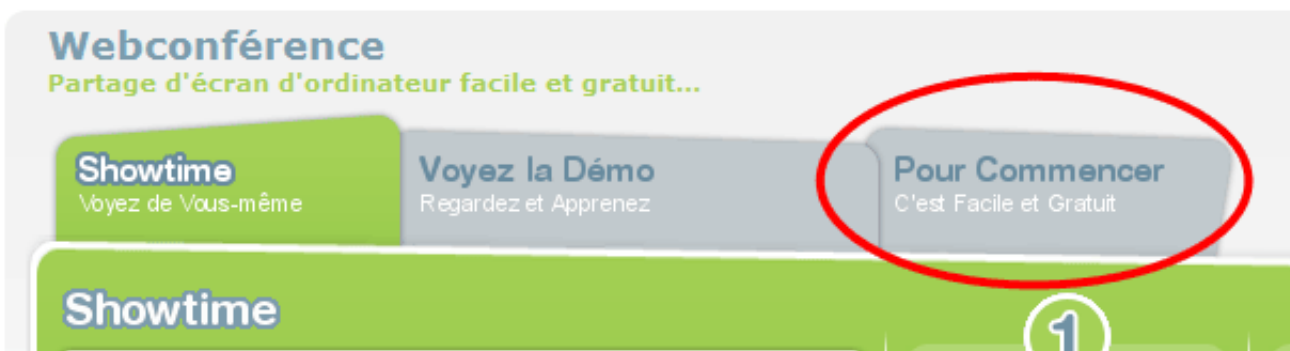 Webconférence
Partage d'écran d'ordinateur facile et gratuit...
Showtime
Voyez de Vous-même
Voyez la Démo
Regardez et Apprenez
Pour Commencer
C'est Facile et Gratuit
Showtime
1